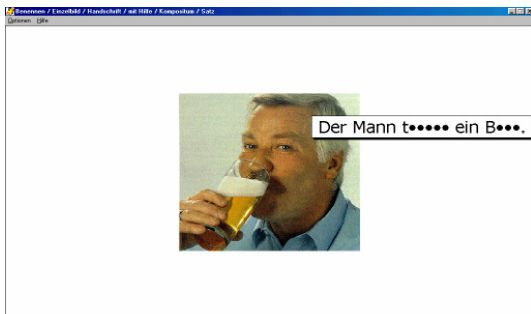 Benennen / Einzelbild / Handschrift / mit Hilfe / Kompositum / Satz
Optionen Hilfe
Der Mann t●●●●● ein B●●●.